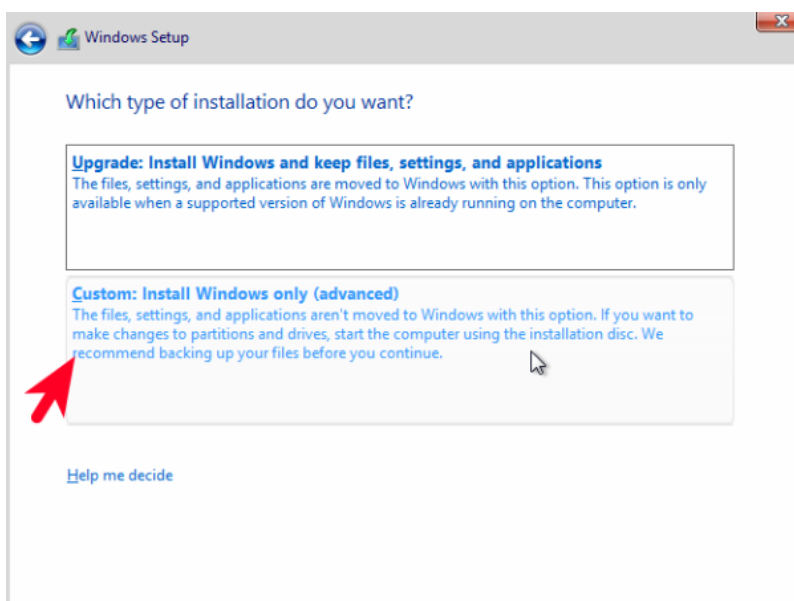 Windows Setup
Which type of installation do you want?
Upgrade: Install Windows and keep files, settings, and applications
The files, settings, and applications are moved to Windows with this option. This option is only
available when a supported version of Windows is already running on the computer.
Custom: Install Windows only (advanced)
The files, settings, and applications aren't moved to Windows with this option. If you want to
make changes to partitions and drives, start the computer using the installation disc. We
recommend backing up your files before you continue.
Help me decide